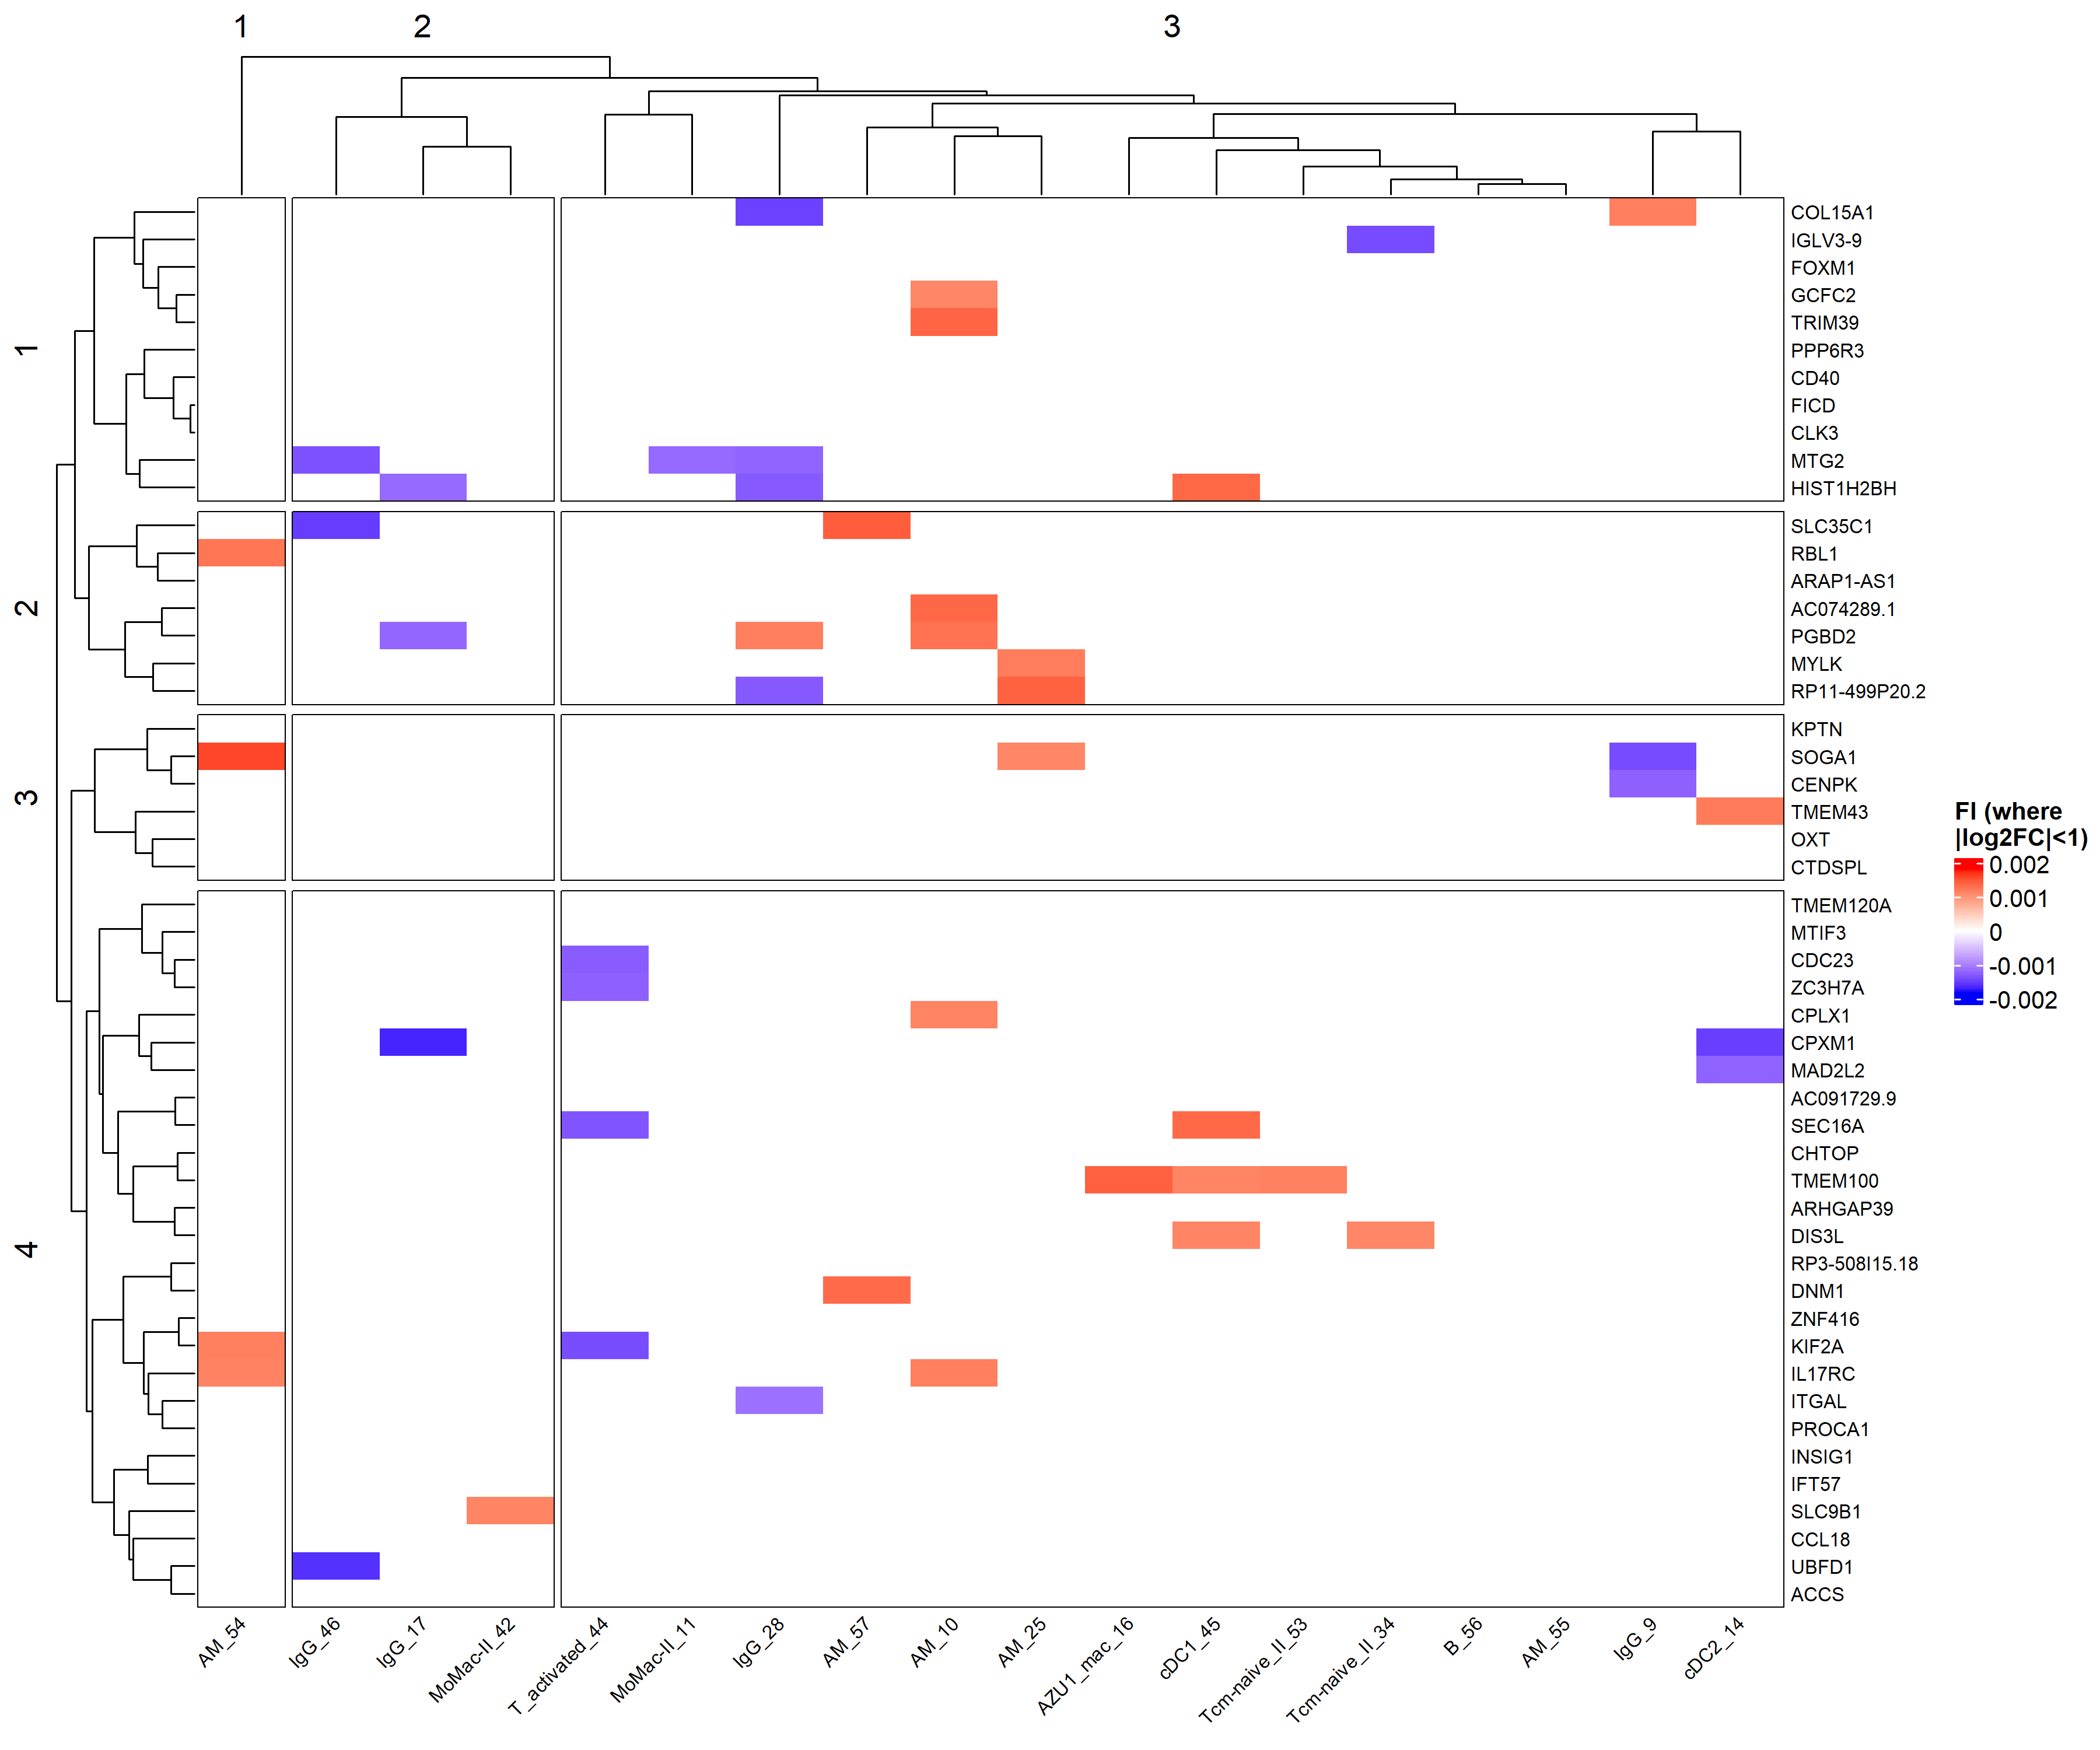 1 2 3
1
2
3
4
COL15A1
IGLV3-9
FOXM1
GCFC2
TRIM39
PPP6R3
CD40
FICD
CLK3
MTG2
HIST1H2BH
SLC35C1
RBL1
ARAP1-AS1
AC074289.1
PGBD2
MYLK
RP11-499P20.2
KPTN
SOGA1
CENPK
TMEM43
OXT
CTDSPL
TMEM120A
MTIF3
CDC23
ZC3H7A
CPLX1
CPXM1
MAD2L2
AC091729.9
SEC16A
CHTOP
TMEM100
ARHGAP39
DIS3L
RP3-508I15.18
DNM1
ZNF416
KIF2A
IL17RC
ITGAL
PROCA1
INSIG1
IFT57
SLC9B1
CCL18
UBFD1
ACCS
FI (where
|log2FC|<1)
0.002
0.001
0
-0.001
-0.002
AM_54
IgG_46
IgG_17
MoMac-II_42
T_activated_44
MoMac-II_11
IgG_28
AM_57
AM_10
AM_25
AZU1_mac_16
cDC1_45
Tcm-naive_II_53
Tcm-naive_II_34
B_56
AM_55
IgG_9
cDC2_14